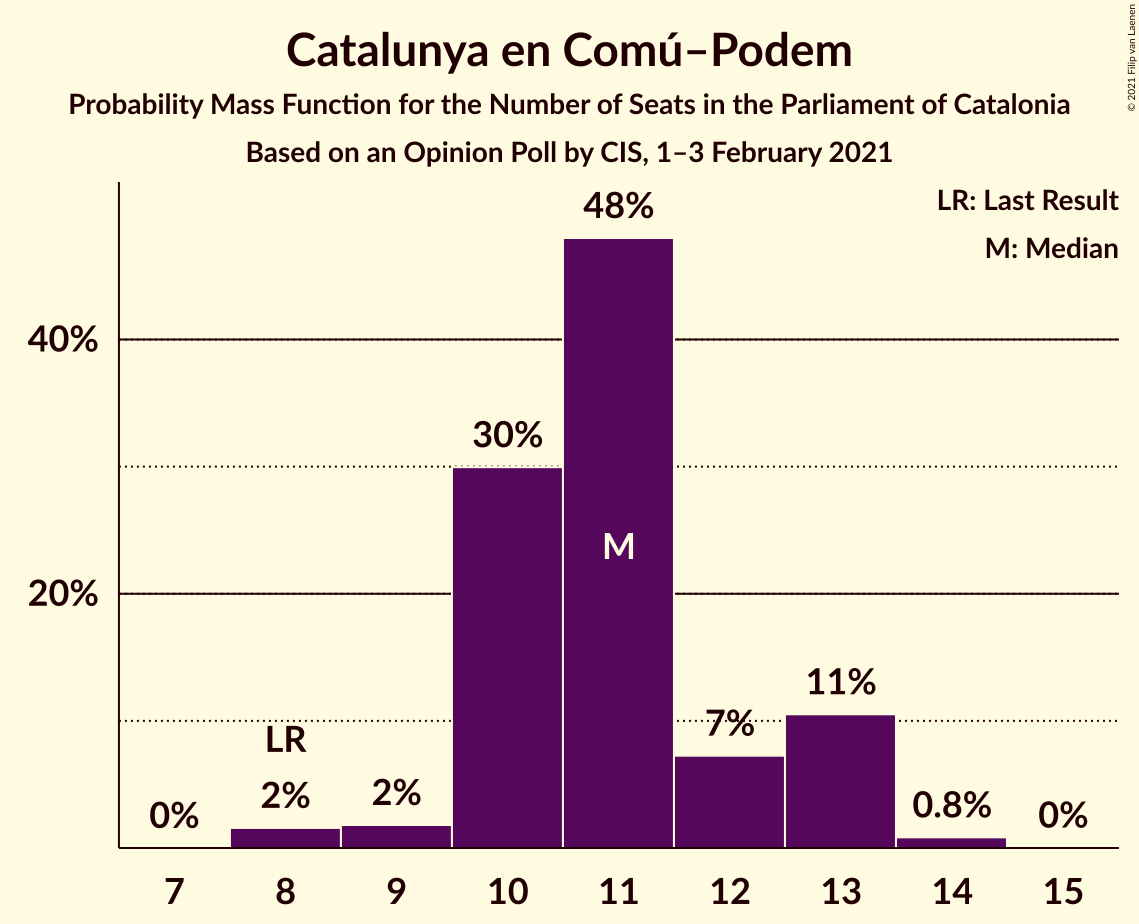 Catalunya en Comú–Podem
Probability Mass Function for the Number of Seats in the Parliament of Catalonia
Based on an Opinion Poll by CIS, 1–3 February 2021
© 2021 Filip van Laenen
LR: Last Result
M: Median
48%
40%
30%
M
20%
11%
7%
LR
2%
2%
0%
0.8%
0%
7 8 9 10 11 12 13 14 15